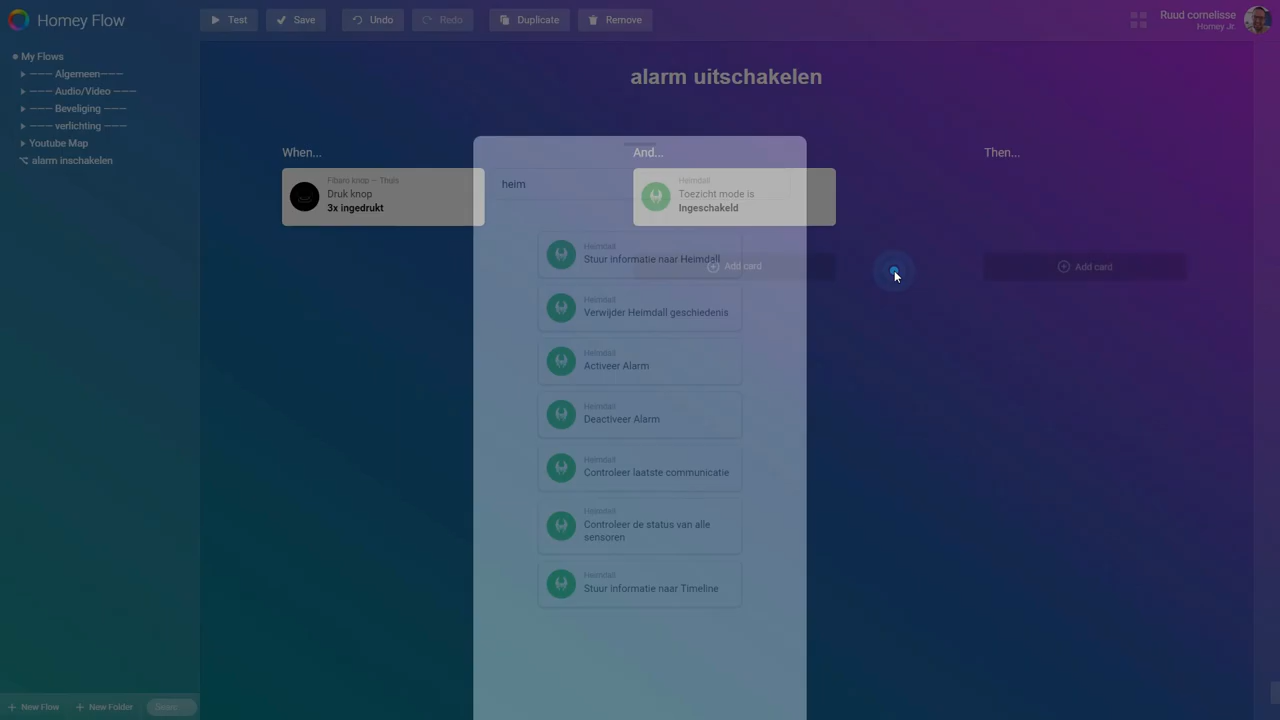 Homey Flow
Test
Save
Undo
Redo
Duplicate
Remove
Ruud cornelisse
Homey Jr.
My Flows
——— Algemeen———
——— Audio/Video ———
——— Beveliging ———
——— verlichting ———
Youtube Map
alarm inschakelen
alarm uitschakelen
When...
Fibaro knop — Thuis
Druk knop
3x ingedrukt
And...
Heimdall
Toezicht mode is
Ingeschakeld
Add card
Then...
Add card
heim
Heimdall
Stuur informatie naar Heimdall
Heimdall
Verwijder Heimdall geschiedenis
Heimdall
Activeer Alarm
Heimdall
Deactiveer Alarm
Heimdall
Controleer laatste communicatie
Heimdall
Controleer de status van alle
sensoren
Heimdall
Stuur informatie naar Timeline
New Flow
New Folder